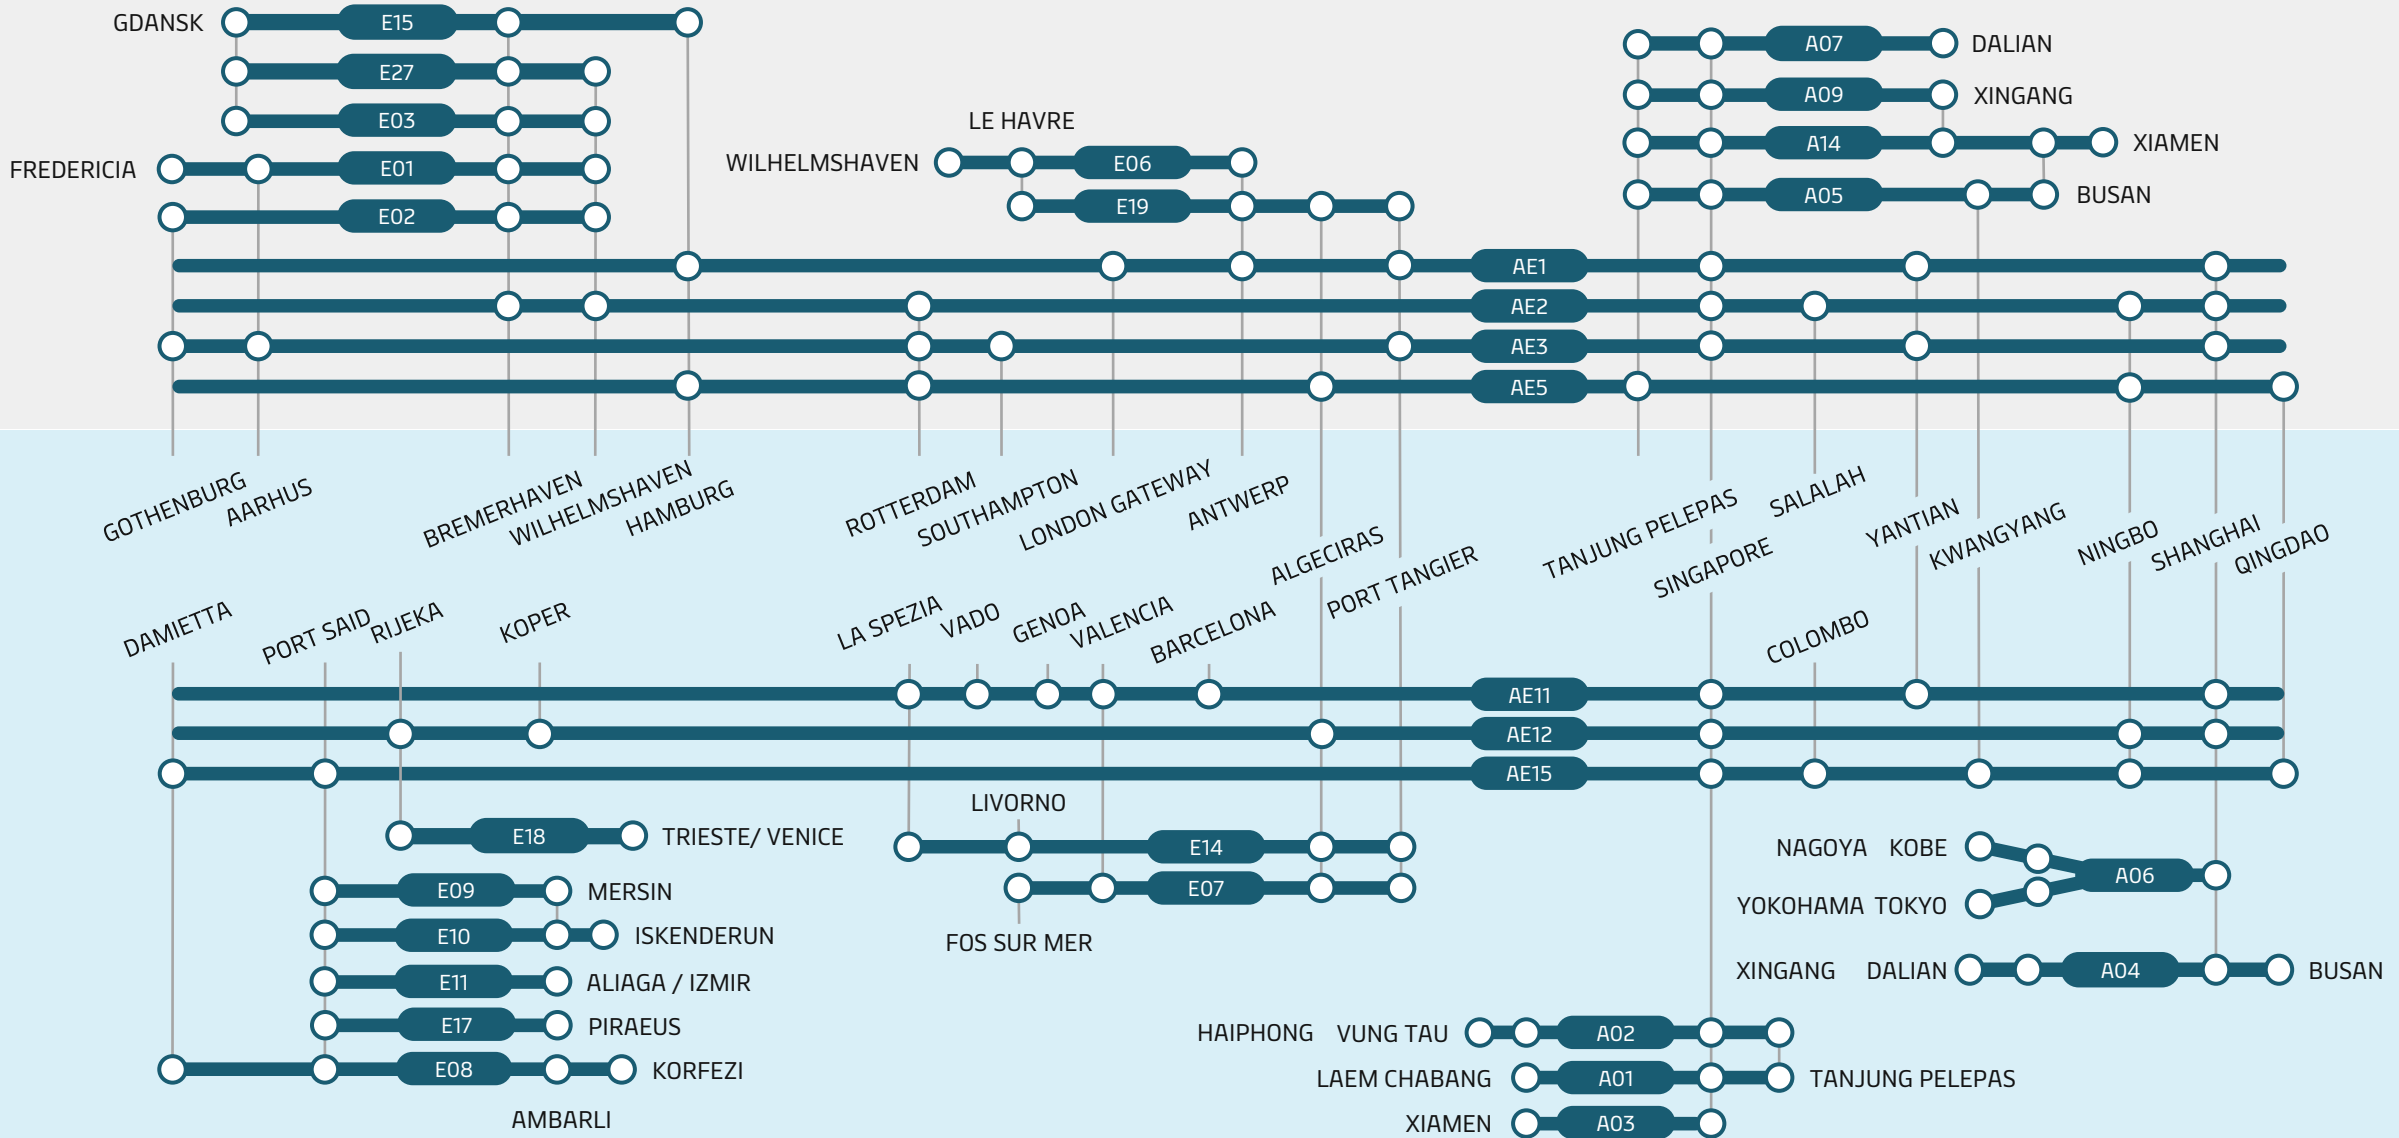 GDANSK E15
E27
E03
FREDERICIA E01
E02
LE HAVRE
WILHELMSHAVEN E06
E19
A07 DALIAN
A09 XINGANG
A14 XIAMEN
A05 BUSAN
AE1
AE2
AE3
AE5
GOTHENBURG
AARHUS
BREMERHAVEN
WILHELMSHAVEN
HAMBURG
ROTTERDAM
SOUTHAMPTON
LONDON GATEWAY
ANTWERP
ALGECIRAS
PORT TANGIER
TANJUNG PELEPAS
SINGAPORE
SALALAH
YANTIAN
KWANGYANG
NINGBO
SHANGHAI
QINGDAO
DAMIETTA
PORT SAID
RIJEKA
KOPER
LA SPEZIA
VADO
GENOA
VALENCIA
BARCELONA
COLOMBO
AE11
AE12
AE15
E18 TRIESTE/ VENICE
E09 MERSIN
E10 ISKENDERUN
E11 ALIAGA / IZMIR
E17 PIRAEUS
E08 KORFEZI
AMBARLI
LIVORNO
E14
E07
FOS SUR MER
NAGOYA KOBE
A06
YOKOHAMA TOKYO
XINGANG DALIAN A04 BUSAN
HAIPHONG VUNG TAU A02
LAEM CHABANG A01 TANJUNG PELEPAS
XIAMEN A03